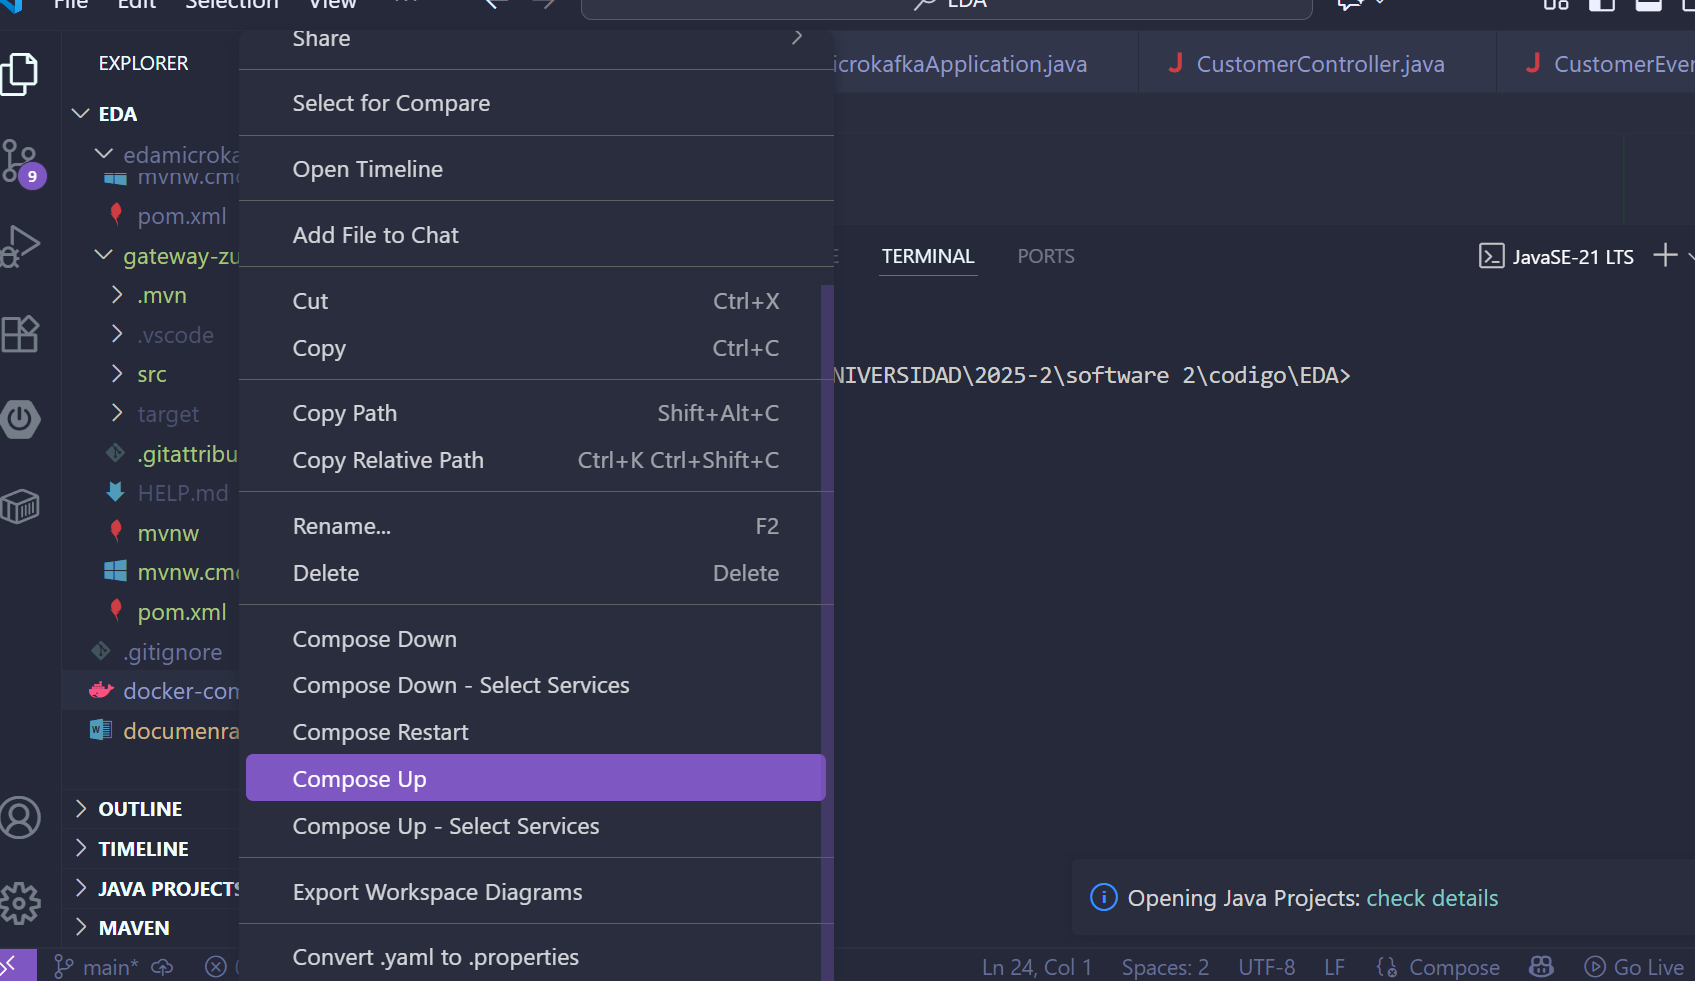 File Edit Selection View ... EDA
EXPLORER
EDA
edamicroka
mvnw.cmd
pom.xml
gateway-zu
.mvn
.vscode
src
target
.gitattribu
HELP.md
mvnw
mvnw.cmd
pom.xml
.gitignore
docker-com
documenra
OUTLINE
TIMELINE
JAVA PROJECTS
MAVEN
9
Share
Select for Compare
Open Timeline
Add File to Chat
Cut Ctrl+X
Copy Ctrl+C
Copy Path Shift+Alt+C
Copy Relative Path Ctrl+K Ctrl+Shift+C
Rename... F2
Delete Delete
Compose Down
Compose Down - Select Services
Compose Restart
Compose Up
Compose Up - Select Services
Export Workspace Diagrams
Convert .yaml to .properties
icrokafkaApplication.java CustomerController.java CustomerEver
TERMINAL PORTS JavaSE-21 LTS
NIVERSIDAD\2025-2\software 2\codigo\EDA>
Opening Java Projects: check details
main* Ln 24, Col 1 Spaces: 2 UTF-8 LF Compose Go Live